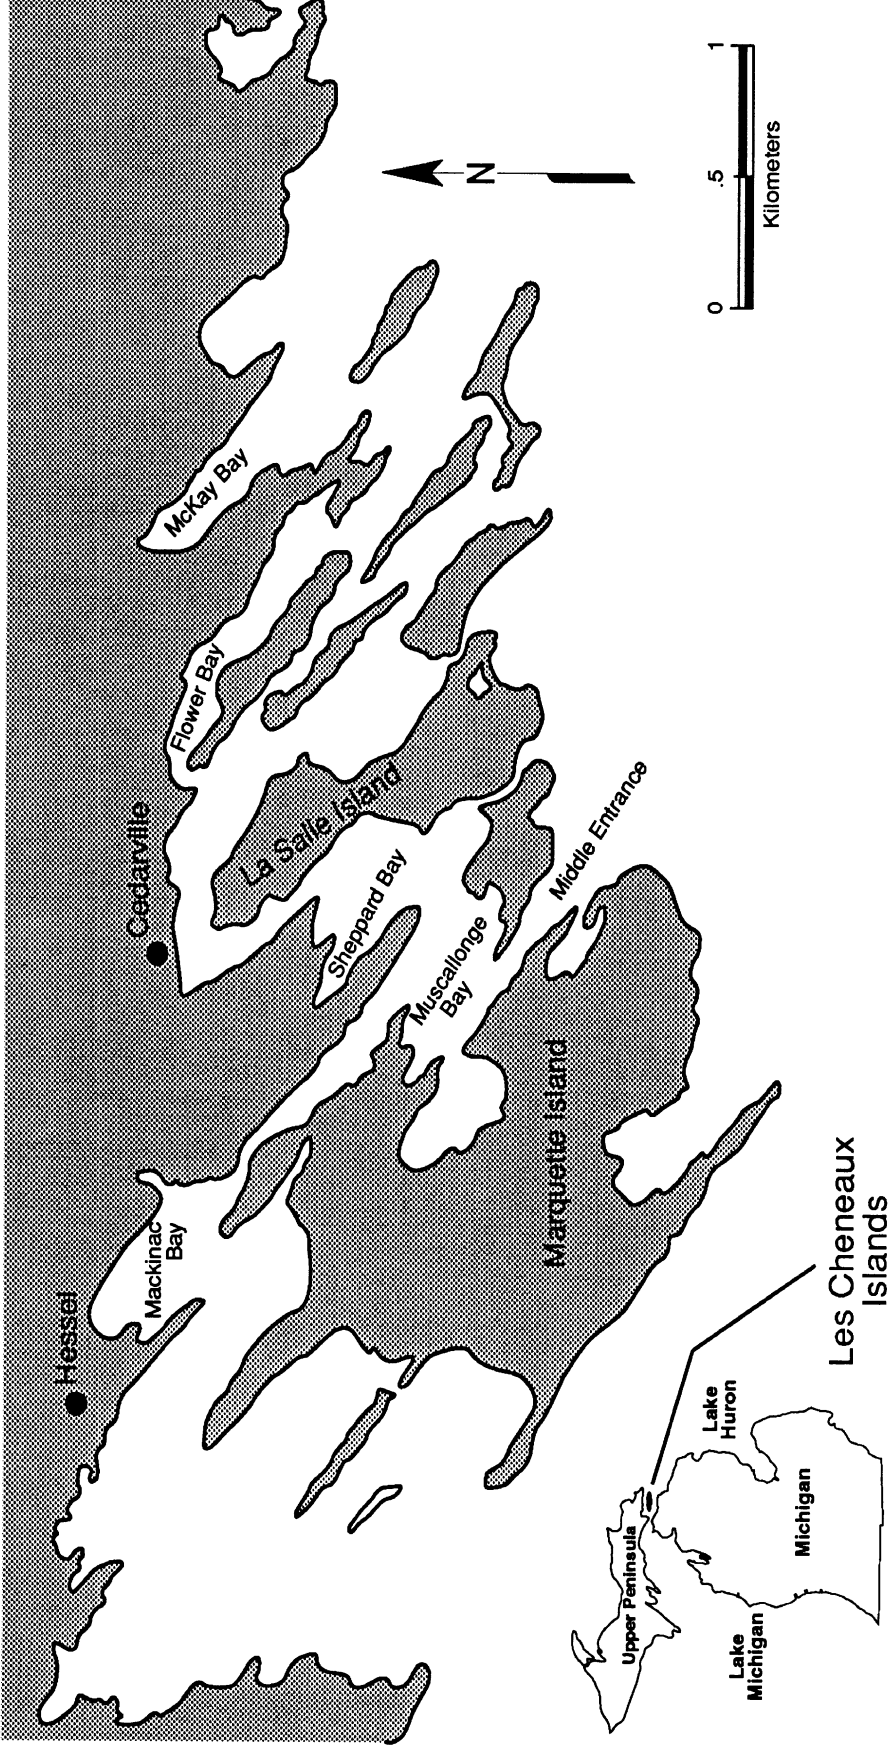 Hessel
Cedarville
Mackinac
Bay
Flower Bay
McKay Bay
La Salle Island
Sheppard Bay
Muscallonge
Bay
Marquette Island
Middle Entrance
N
0 .5 1
Kilometers
Les Cheneaux
Islands
Upper Peninsula
Lake
Huron
Lake
Michigan
Michigan